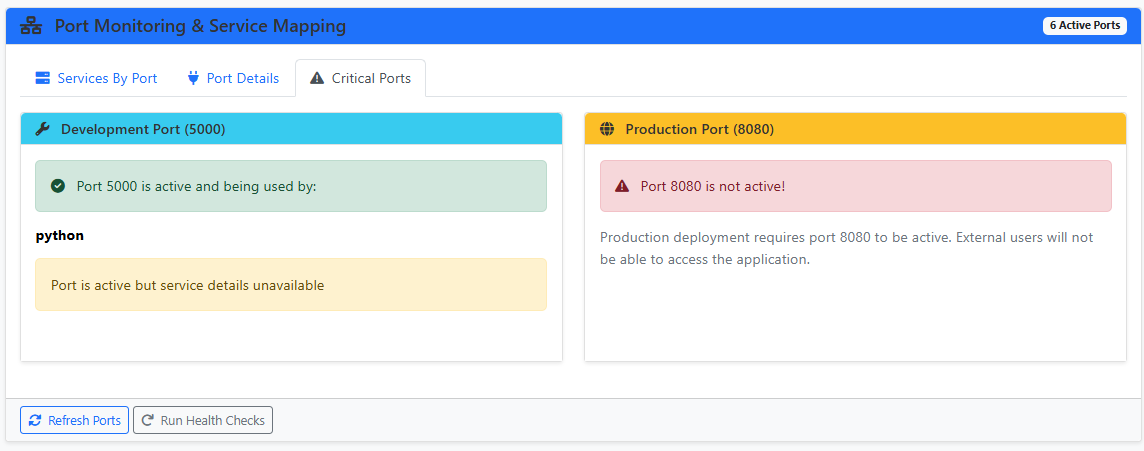 Port Monitoring & Service Mapping
6 Active Ports
Services By Port
Port Details
Critical Ports
Development Port (5000)
Port 5000 is active and being used by:
python
Port is active but service details unavailable
Production Port (8080)
Port 8080 is not active!
Production deployment requires port 8080 to be active. External users will not
be able to access the application.
Refresh Ports
Run Health Checks